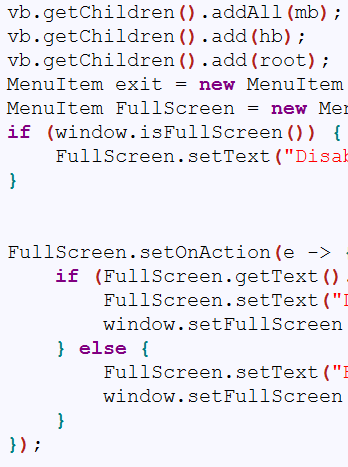 vb.getChildren().addAll(mb);
vb.getChildren().add(hb);
vb.getChildren().add(root);
MenuItem exit = new MenuItem
MenuItem FullScreen = new
if (window.isFullScreen()) {
FullScreen.setText("
}
FullScreen.setOnAction(e ->
if (FullScreen.getText().
FullScreen.setText("
window.setFullScreen
} else {
FullScreen.setText("
window.setFullScreen
}
});